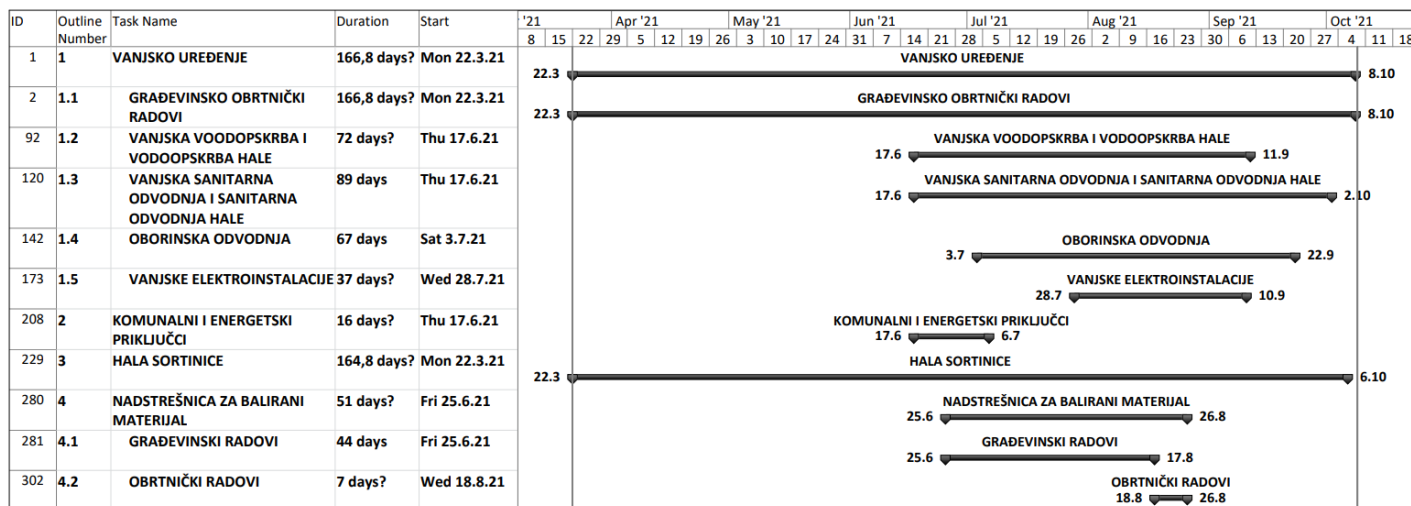 ID Outline Number Task Name Duration Start '21 Apr '21 May '21 Jun '21 Jul '21 Aug '21 Sep '21 Oct '21
8 15 22 29 5 12 19 26 3 10 17 24 31 7 14 21 28 5 12 19 26 2 9 16 23 30 6 13 20 27 4 11 18
1 1 VANJSKO UREĐENJE 166,8 days? Mon 22.3.21
VANJSKO UREĐENJE
22.3 8.10
2 1.1 GRAĐEVINSKO OBRTNIČKI 166,8 days? Mon 22.3.21
RADOVI
GRAĐEVINSKO OBRTNIČKI RADOVI
22.3 8.10
92 1.2 VANJSKA VOODOPSKRBA I 72 days? Thu 17.6.21
VODOOPSKRBA HALE
VANJSKA VOODOPSKRBA I VODOOPSKRBA HALE
17.6 11.9
120 1.3 VANJSKA SANITARNA 89 days Thu 17.6.21
ODVODNJA I SANITARNA
ODVODNJA HALE
VANJSKA SANITARNA ODVODNJA I SANITARNA ODVODNJA HALE
17.6 2.10
142 1.4 OBORINSKA ODVODNJA 67 days Sat 3.7.21
OBORINSKA ODVODNJA
3.7 22.9
173 1.5 VANJSKE ELEKTROINSTALACIJE 37 days? Wed 28.7.21
VANJSKE ELEKTROINSTALACIJE
28.7 10.9
208 2 KOMUNALNI I ENERGETSKI 16 days? Thu 17.6.21
PRIKLJUČCI
KOMUNALNI I ENERGETSKI PRIKLJUČCI
17.6 6.7
229 3 HALA SORTINICE 164,8 days? Mon 22.3.21
HALA SORTINICE
22.3 6.10
280 4 NADSTREŠNICA ZA BALIRANI 51 days? Fri 25.6.21
MATERIJAL
NADSTREŠNICA ZA BALIRANI MATERIJAL
25.6 26.8
281 4.1 GRAĐEVINSKI RADOVI 44 days Fri 25.6.21
GRAĐEVINSKI RADOVI
25.6 17.8
302 4.2 OBRTNIČKI RADOVI 7 days? Wed 18.8.21
OBRTNIČKI RADOVI
18.8 26.8